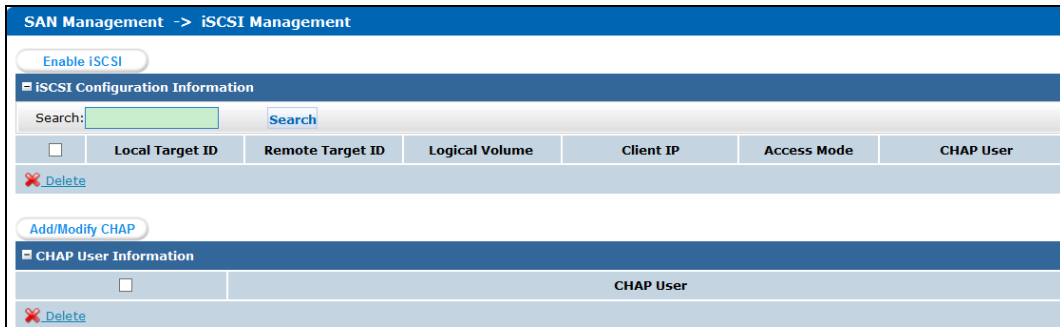 SAN Management -> iSCSI Management
Enable iSCSI
iSCSI Configuration Information
Search: Search
Local Target ID Remote Target ID Logical Volume Client IP Access Mode CHAP User
Delete
Add/Modify CHAP
CHAP User Information
CHAP User
Delete